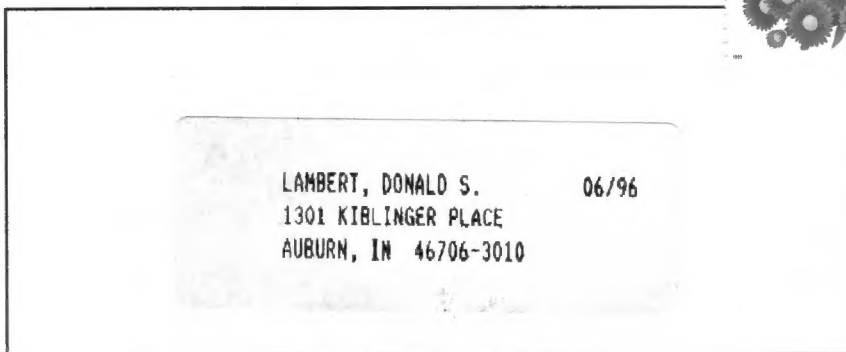 LAMBERT, DONALD S. 06/96
1301 KIBLINGER PLACE
AUBURN, IN 46706-3010